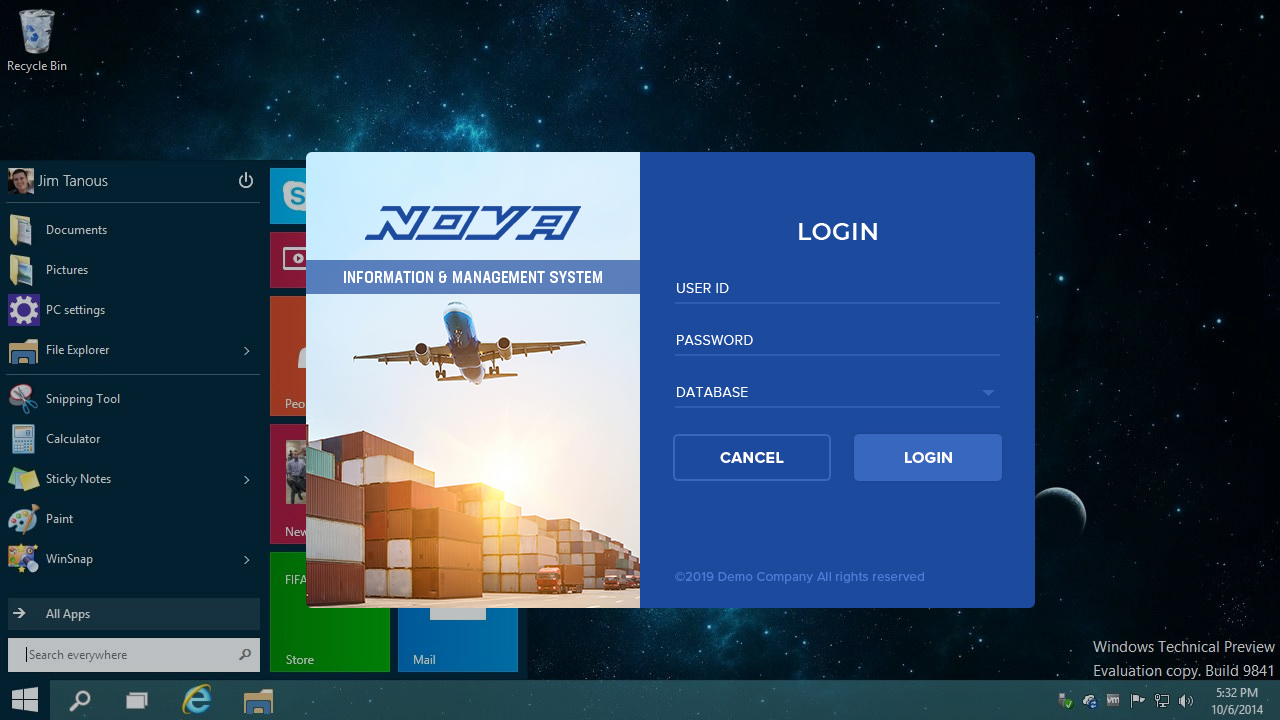 Recycle Bin
Jim Tanous
Documents
Pictures
PC settings
File Explorer
Snipping Tool
Calculator
Sticky Notes
Paint
WinSnap
All Apps
Search everywhere
S
Peo
New
FIFA
Store
Mail
NOVA
INFORMATION & MANAGEMENT SYSTEM
LOGIN
USER ID
PASSWORD
DATABASE
CANCEL
LOGIN
©2019 Demo Company All rights reserved
Windows Technical Preview
Evaluation copy. Build 9841
5:32 PM
10/6/2014